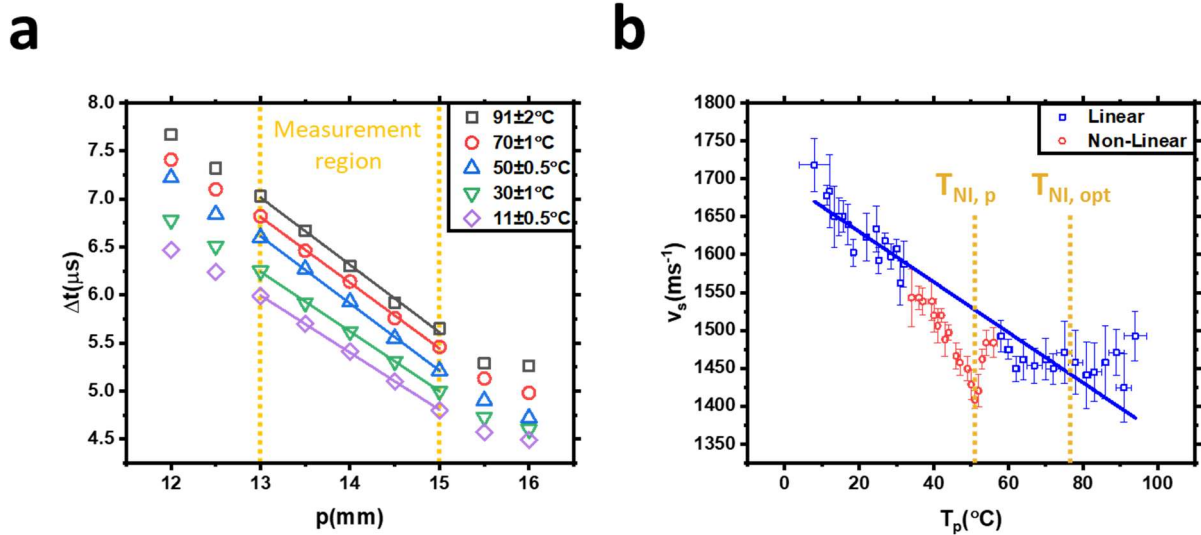 a
Δt(μs)
8.0
7.5
7.0
6.5
6.0
5.5
5.0
4.5
12
13
14
15
16
p(mm)
Measurement
region
91±2°C
70±1°C
50±0.5°C
30±1°C
11±0.5°C
b
vₛ(ms⁻¹)
1800
1750
1700
1650
1600
1550
1500
1450
1400
1350
0
20
40
60
80
100
Tₚ(°C)
Linear
Non-Linear
T_NI, p
T_NI, opt